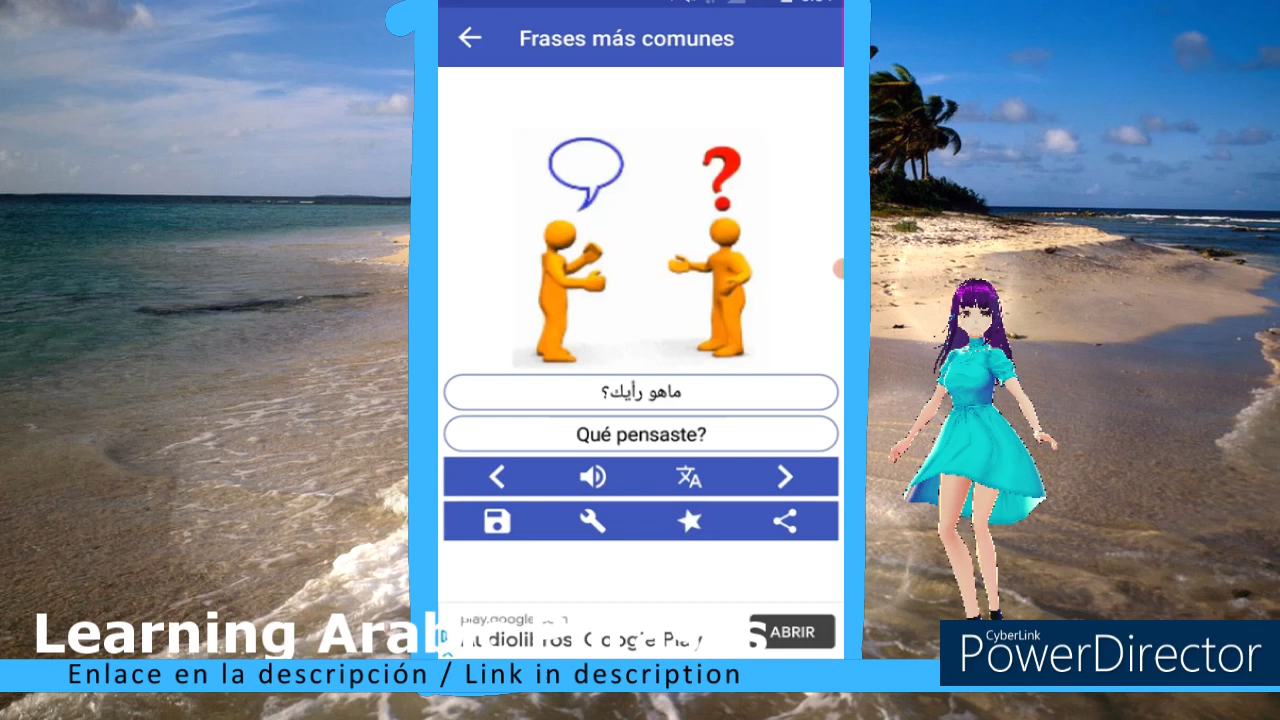 Frases más comunes
ماهو رأيك؟
Qué pensaste?
ABRIR
Learning Arab
Enlace en la descripción / Link in description
CyberLink
PowerDirector